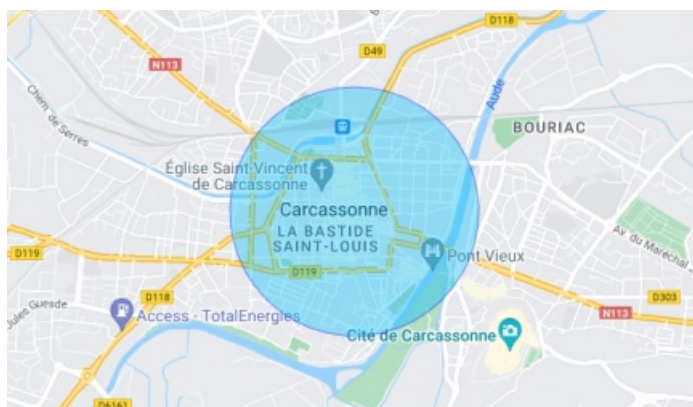 D118
D49
N113
Aude
Chem. de Serres
BOURIAC
Église Saint-Vincent
de Carcassonne
Carcassonne
LA BASTIDE
SAINT-LOUIS
Av. du Maréchal
D119
Pont Vieux
D119
D118
D303
Jules Guesde
N113
Access - TotalEnergies
Cité de Carcassonne
D6161